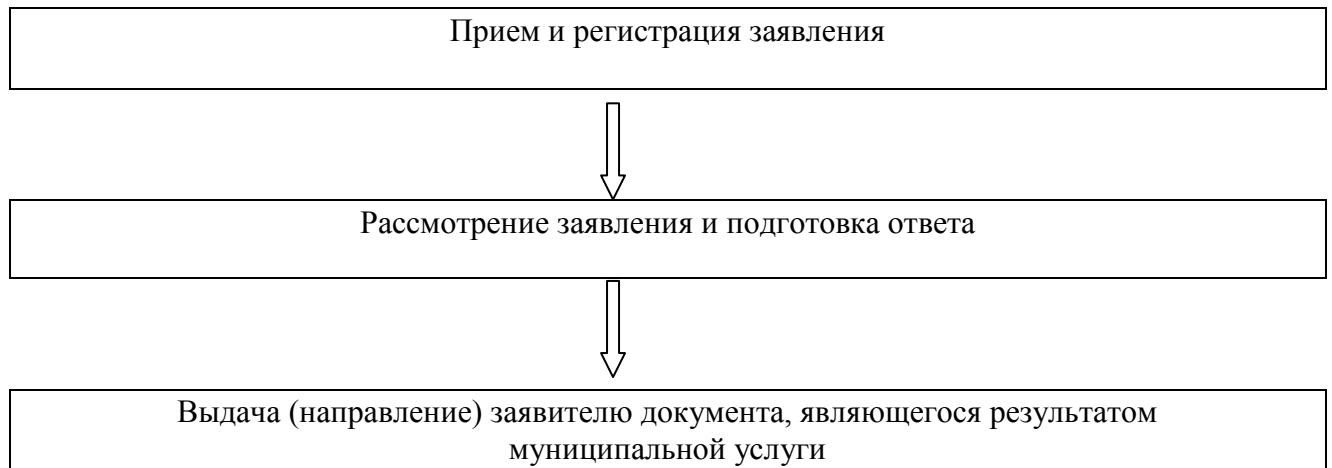 Прием и регистрация заявления
Рассмотрение заявления и подготовка ответа
Выдача (направление) заявителю документа, являющегося результатом
муниципальной услуги